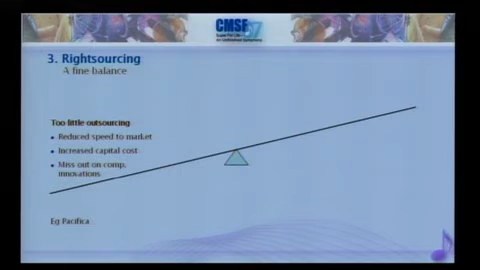 CMSF 07
3. Rightsourcing
A fine balance
Too little outsourcing
• Reduced speed to market
• Increased capital cost
• Miss out on comp,
innovations
Eg Pacifica